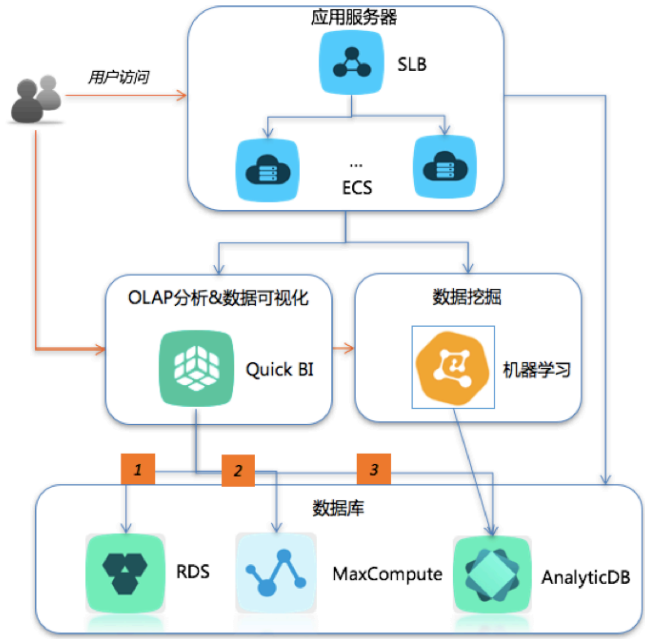 应用服务器
SLB
用户访问
...
ECS
OLAP分析&数据可视化
数据挖掘
Quick BI
机器学习
1
2
3
数据库
RDS
MaxCompute
AnalyticDB